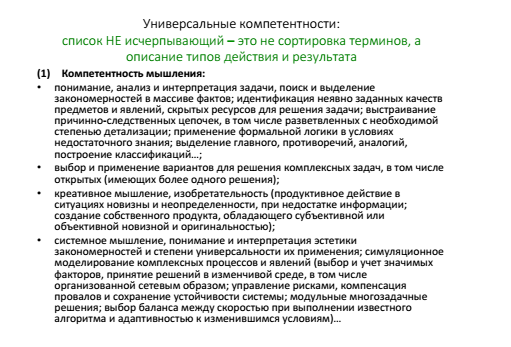 Универсальные компетентности:
список НЕ исчерпывающий – это не сортировка терминов, а
описание типов действия и результата
(1) Компетентность мышления:
• понимание, анализ и интерпретация задачи, поиск и выделение
закономерностей в массиве фактов; идентификация неявно заданных качеств
предметов и явлений, скрытых ресурсов для решения задачи; выстраивание
причинно-следственных цепочек, в том числе разветвленных с необходимой
степенью детализации; применение формальной логики в условиях
недостаточного знания; выделение главного, противоречий, аналогий,
построение классификаций...;
• выбор и применение вариантов для решения комплексных задач, в том числе
открытых (имеющих более одного решения);
• креативное мышление, изобретательность (продуктивное действие в
ситуациях новизны и неопределенности, при недостатке информации;
создание собственного продукта, обладающего субъективной или
объективной новизной и оригинальностью);
• системное мышление, понимание и интерпретация эстетики
закономерностей и степени универсальности их применения; симуляционное
моделирование комплексных процессов и явлений (выбор и учет значимых
факторов, принятие решений в изменчивой среде, в том числе
организованной сетевым образом; управление рисками, компенсация
провалов и сохранение устойчивости системы; модульные многозадачные
решения; выбор баланса между скоростью при выполнении известного
алгоритма и адаптивностью к изменившимся условиям)...